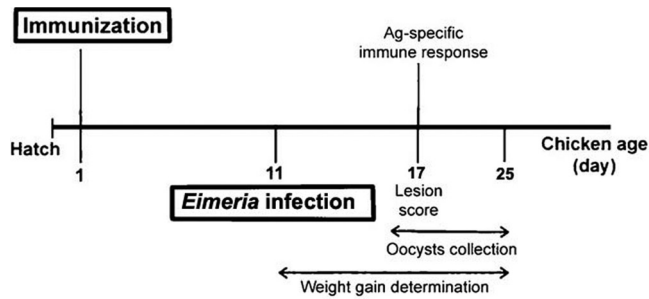 Immunization
Ag-specific
immune response
Hatch
Chicken age
(day)
1
11
17
25
Eimeria infection
Lesion
score
Oocysts collection
Weight gain determination